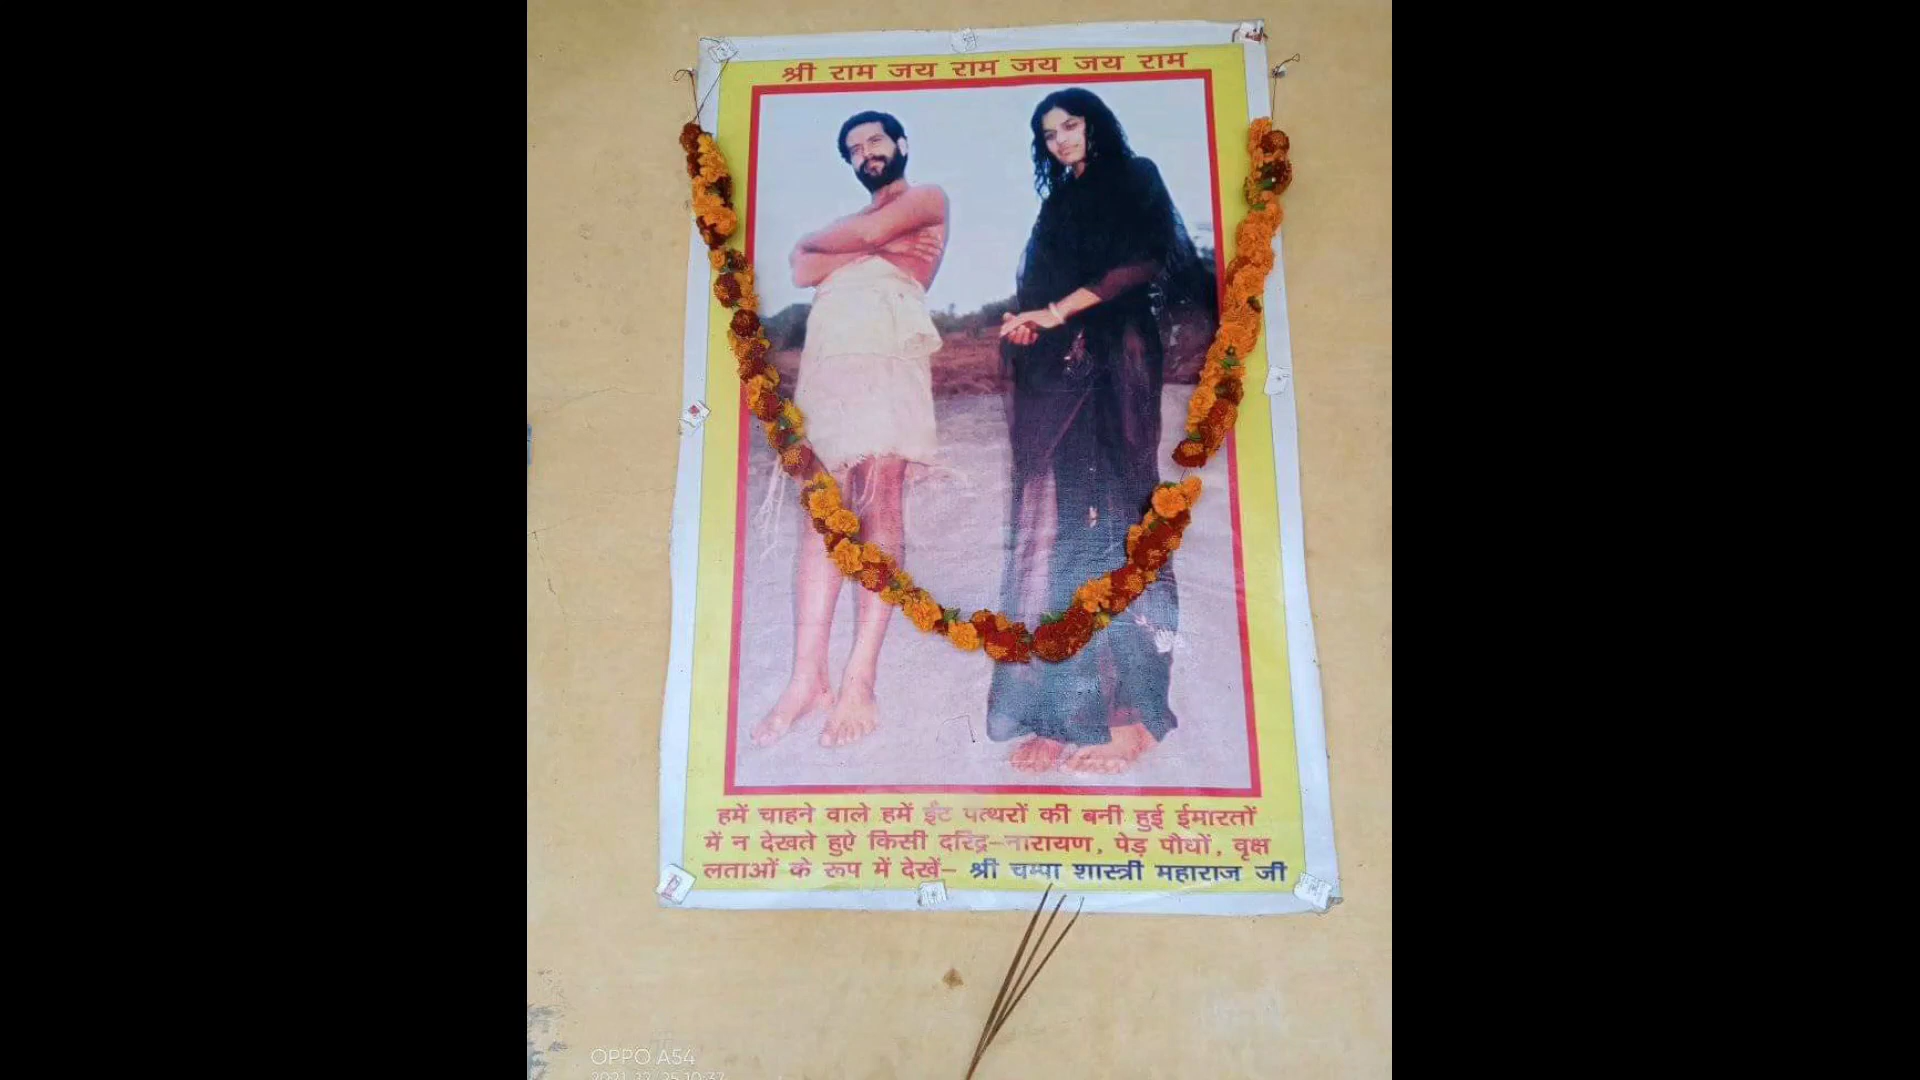 श्री राम जय राम जय जय राम
हमें चाहने वाले हमें ईंट पत्थरों की बनी हुई ईमारतों
में न देखते हुऐ किसी दरिद्र-नारायण, पेड़ पौधों, वृक्ष
लताओं के रूप में देखें- श्री चम्पा शास्त्री महाराज जी
OPPO A54